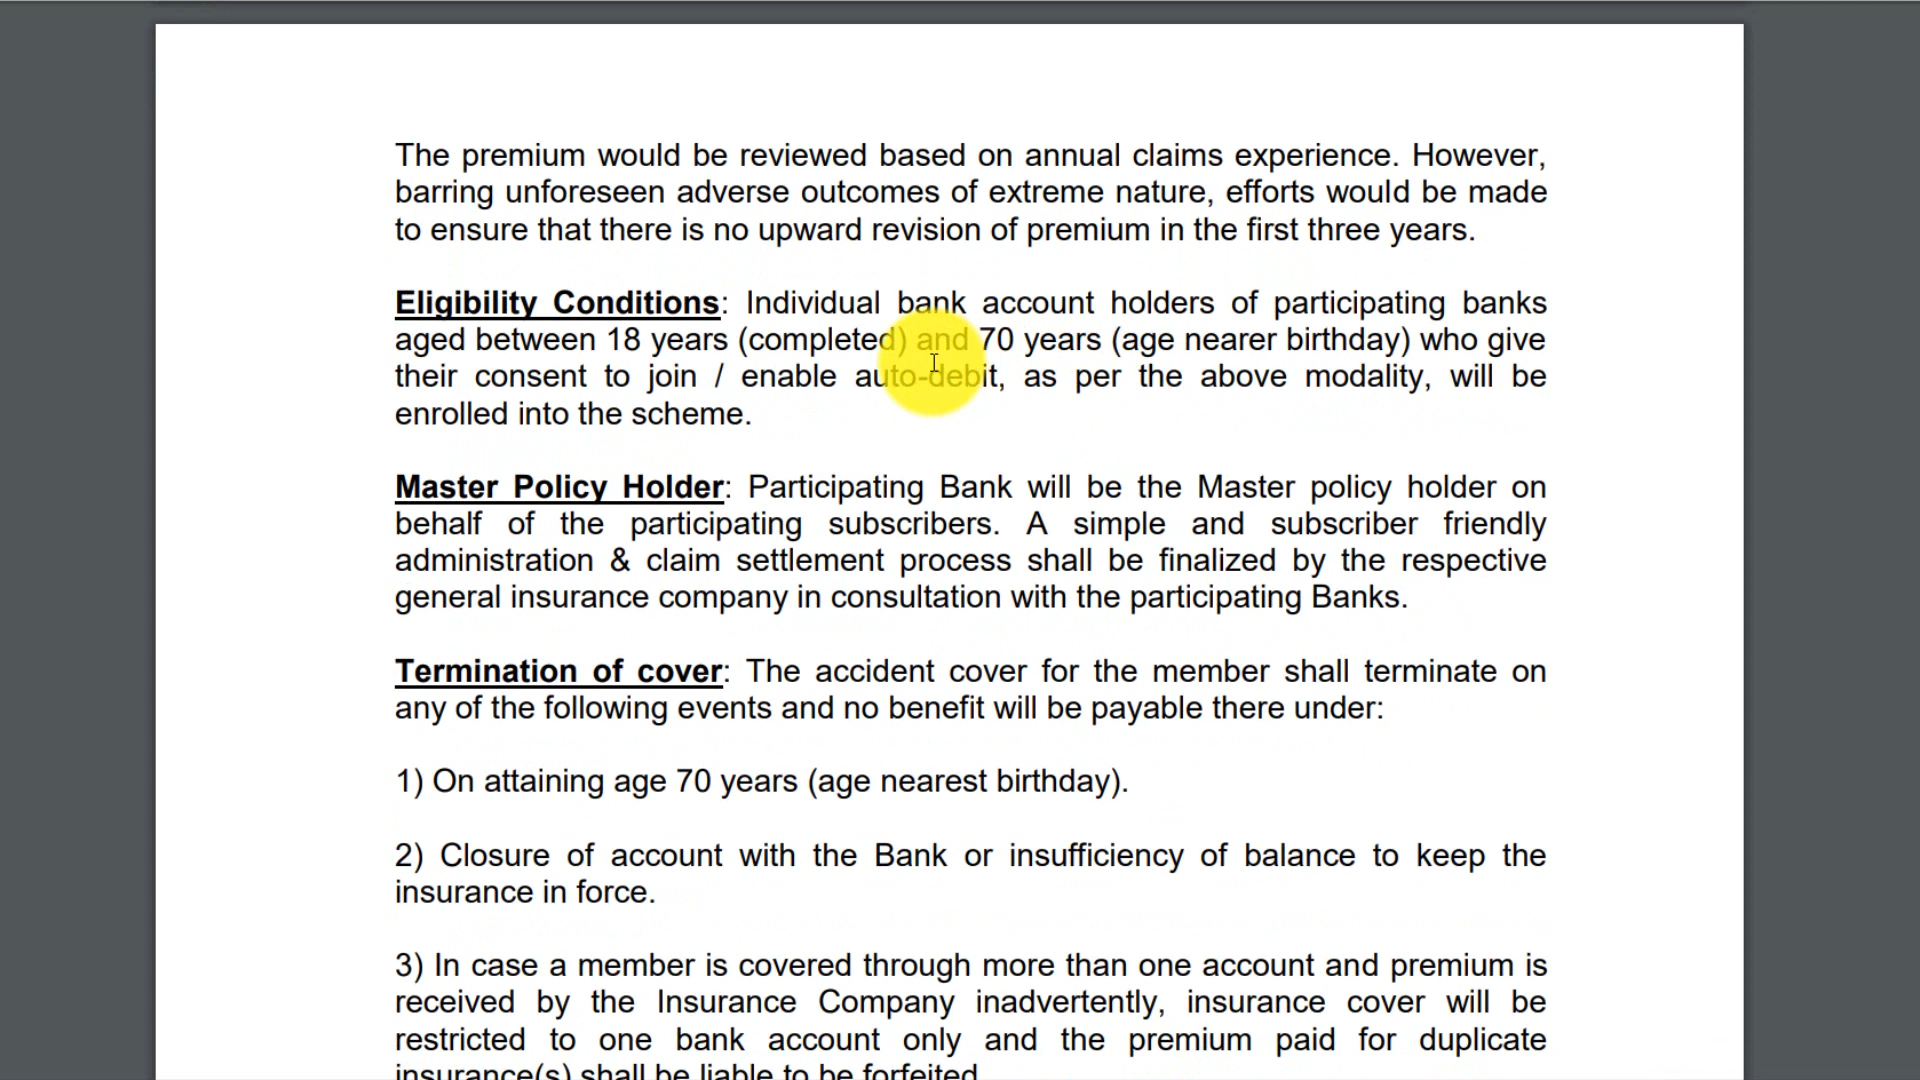 The premium would be reviewed based on annual claims experience. However,
barring unforeseen adverse outcomes of extreme nature, efforts would be made
to ensure that there is no upward revision of premium in the first three years.
Eligibility Conditions: Individual bank account holders of participating banks
aged between 18 years (completed) and 70 years (age nearer birthday) who give
their consent to join / enable auto-debit, as per the above modality, will be
enrolled into the scheme.
Master Policy Holder: Participating Bank will be the Master policy holder on
behalf of the participating subscribers. A simple and subscriber friendly
administration & claim settlement process shall be finalized by the respective
general insurance company in consultation with the participating Banks.
Termination of cover: The accident cover for the member shall terminate on
any of the following events and no benefit will be payable there under:
1) On attaining age 70 years (age nearest birthday).
2) Closure of account with the Bank or insufficiency of balance to keep the
insurance in force.
3) In case a member is covered through more than one account and premium is
received by the Insurance Company inadvertently, insurance cover will be
restricted to one bank account only and the premium paid for duplicate
insurance(s) shall be liable to be forfeited.